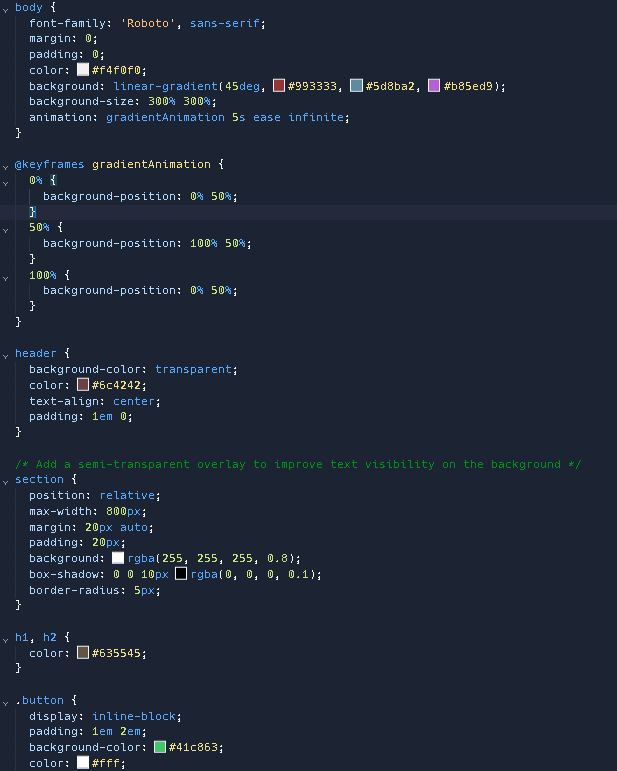 body {
font-family: 'Roboto', sans-serif;
margin: 0;
padding: 0;
color: #f4f0f0;
background: linear-gradient(45deg, #993333, #5d8ba2, #b85ed9);
background-size: 300% 300%;
animation: gradientAnimation 5s ease infinite;
}
@keyframes gradientAnimation {
0% {
background-position: 0% 50%;
}
50% {
background-position: 100% 50%;
}
100% {
background-position: 0% 50%;
}
}
header {
background-color: transparent;
color: #6c4242;
text-align: center;
padding: 1em 0;
}
/* Add a semi-transparent overlay to improve text visibility on the background */
section {
position: relative;
max-width: 800px;
margin: 20px auto;
padding: 20px;
background: rgba(255, 255, 255, 0.8);
box-shadow: 0 0 10px rgba(0, 0, 0, 0.1);
border-radius: 5px;
}
h1, h2 {
color: #635545;
}
.button {
display: inline-block;
padding: 1em 2em;
background-color: #41c863;
color: #fff;